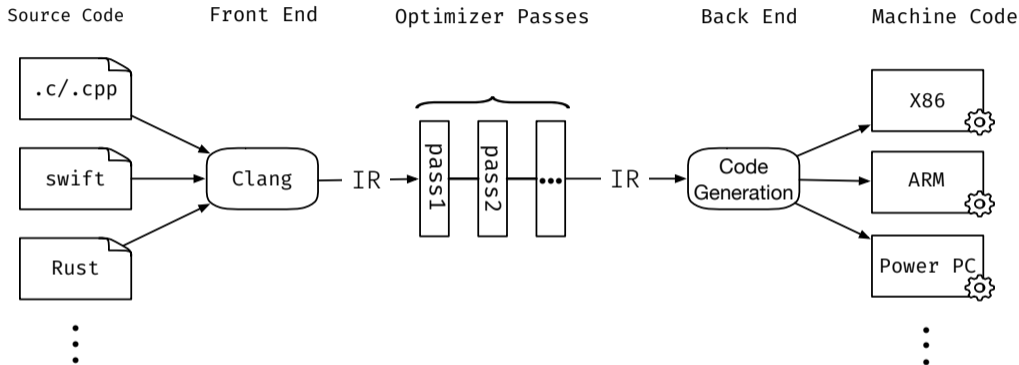 Source Code
Front End
Optimizer Passes
Back End
Machine Code
.c/.cpp
swift
Rust
Clang
IR
pass1
pass2
...
IR
Code
Generation
X86
ARM
Power PC